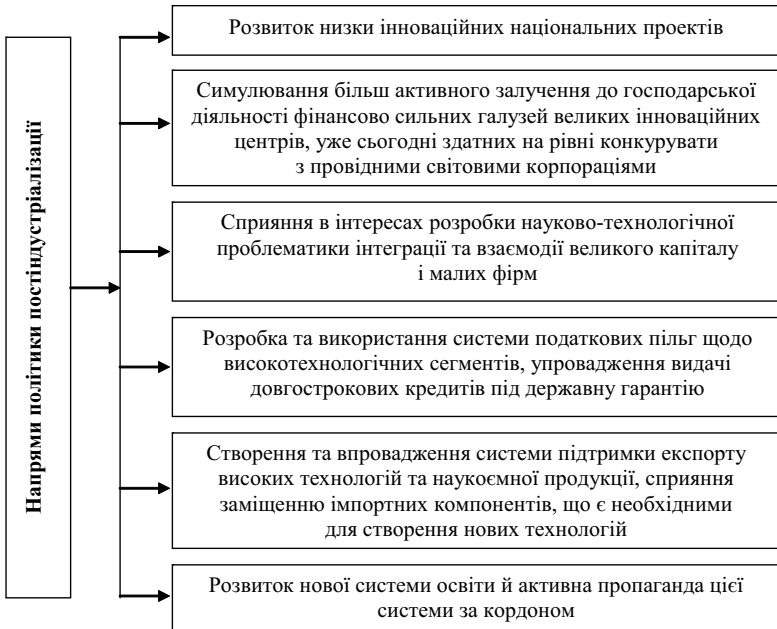 Напрями політики постіндустріалізації
Розвиток низки інноваційних національних проектів
Симулювання більш активного залучення до господарської
діяльності фінансово сильних галузей великих інноваційних
центрів, уже сьогодні здатних на рівні конкурувати
з провідними світовими корпораціями
Сприяння в інтересах розробки науково-технологічної
проблематики інтеграції та взаємодії великого капіталу
і малих фірм
Розробка та використання системи податкових пільг щодо
високотехнологічних сегментів, упровадження видачі
довгострокових кредитів під державну гарантію
Створення та впровадження системи підтримки експорту
високих технологій та наукоємної продукції, сприяння
заміщенню імпортних компонентів, що є необхідними
для створення нових технологій
Розвиток нової системи освіти й активна пропаганда цієї
системи за кордоном